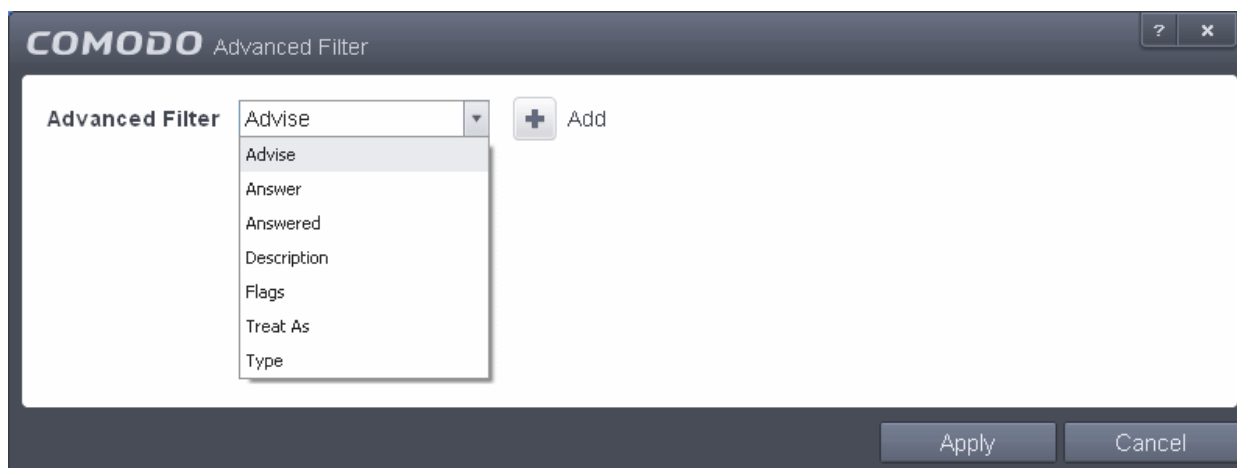 COMODO Advanced Filter ? x
Advanced Filter Advise Add
Advise
Answer
Answered
Description
Flags
Treat As
Type
Apply Cancel